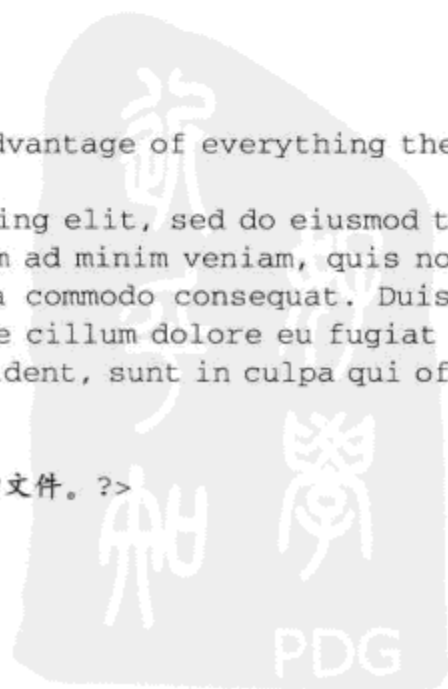 dvantage of everything the
ing elit, sed do eiusmod t
m ad minim veniam, quis no
a commodo consequat. Duis
e cillum dolore eu fugiat
ident, sunt in culpa qui of
文件。?>
PDG